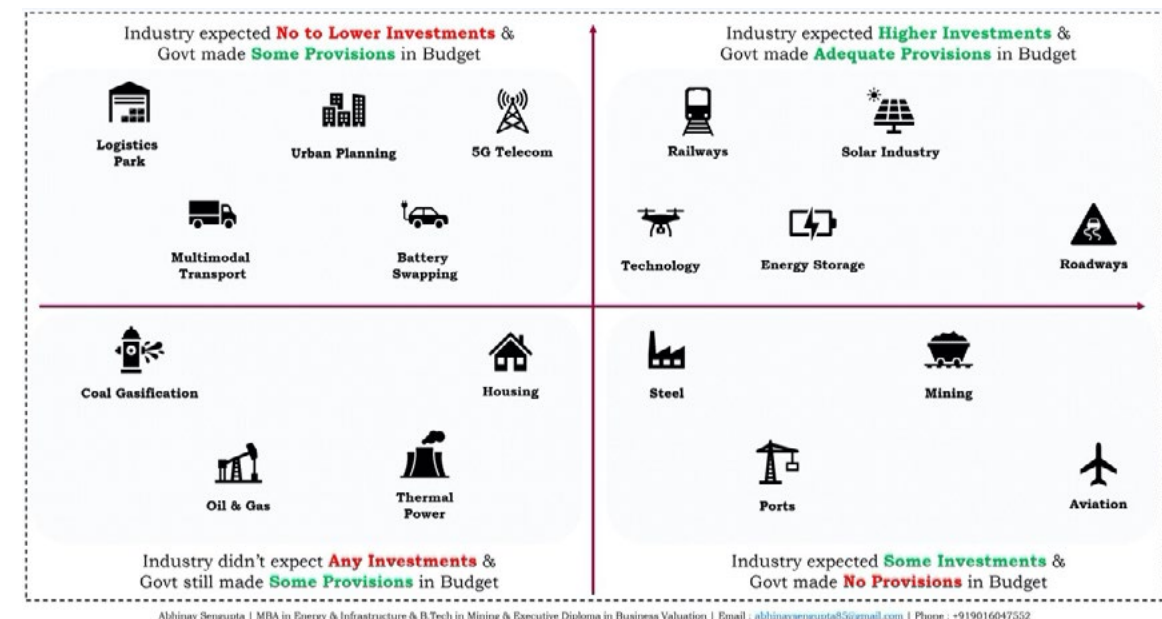 Industry expected No to Lower Investments &
Govt made Some Provisions in Budget
Industry expected Higher Investments &
Govt made Adequate Provisions in Budget
Logistics
Park
Urban Planning
5G Telecom
Railways
Solar Industry
Multimodal
Transport
Battery
Swapping
Technology
Energy Storage
Roadways
Coal Gasification
Housing
Steel
Mining
Oil & Gas
Thermal
Power
Ports
Aviation
Industry didn't expect Any Investments &
Govt still made Some Provisions in Budget
Industry expected Some Investments &
Govt made No Provisions in Budget
Abhinav Sengupta | MBA in Energy & Infrastructure & B.Tech in Mining & Executive Diploma in Business Valuation | Email : abhinavsengupta85@gmail.com | Phone : +919016047552